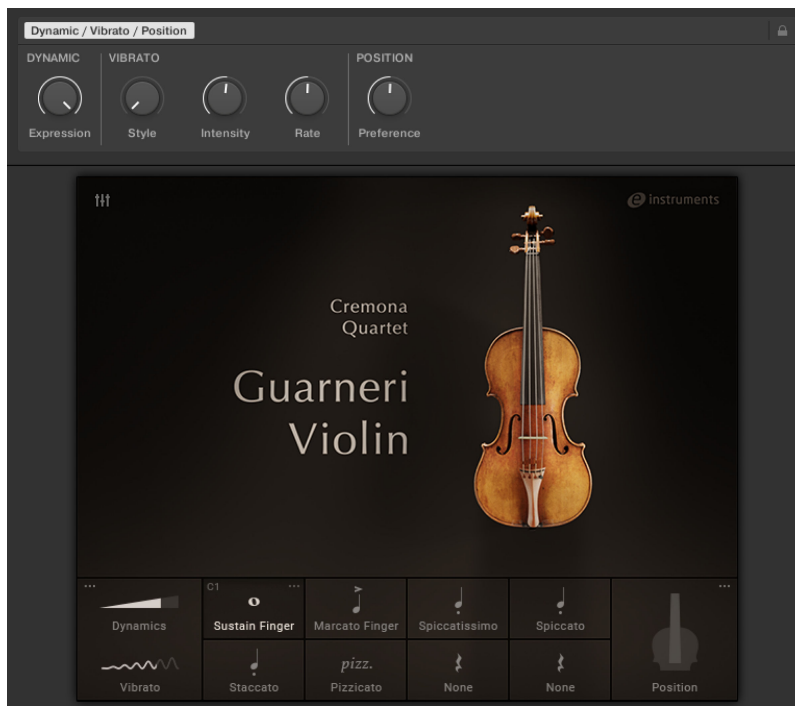 Dynamic / Vibrato / Position
DYNAMIC VIBRATO POSITION
Expression Style Intensity Rate Preference
e instruments
Cremona
Quartet
Guarneri
Violin
C1
Dynamics Sustain Finger Marcato Finger Spiccatissimo Spiccato
Vibrato Staccato pizz. Pizzicato None None Position